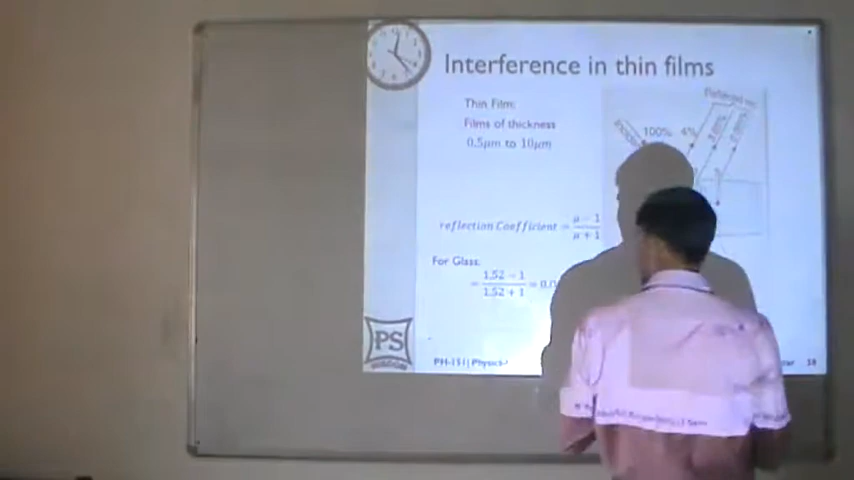 Interference in thin films
Thin Film:
Films of thickness
0.5μm to 10μm
100% 4%
reflection Coefficient = μ − 1
μ + 1
For Glass:
= 1.52 − 1 = 0.0
1.52 + 1
PS
PH-151| Physics-
58